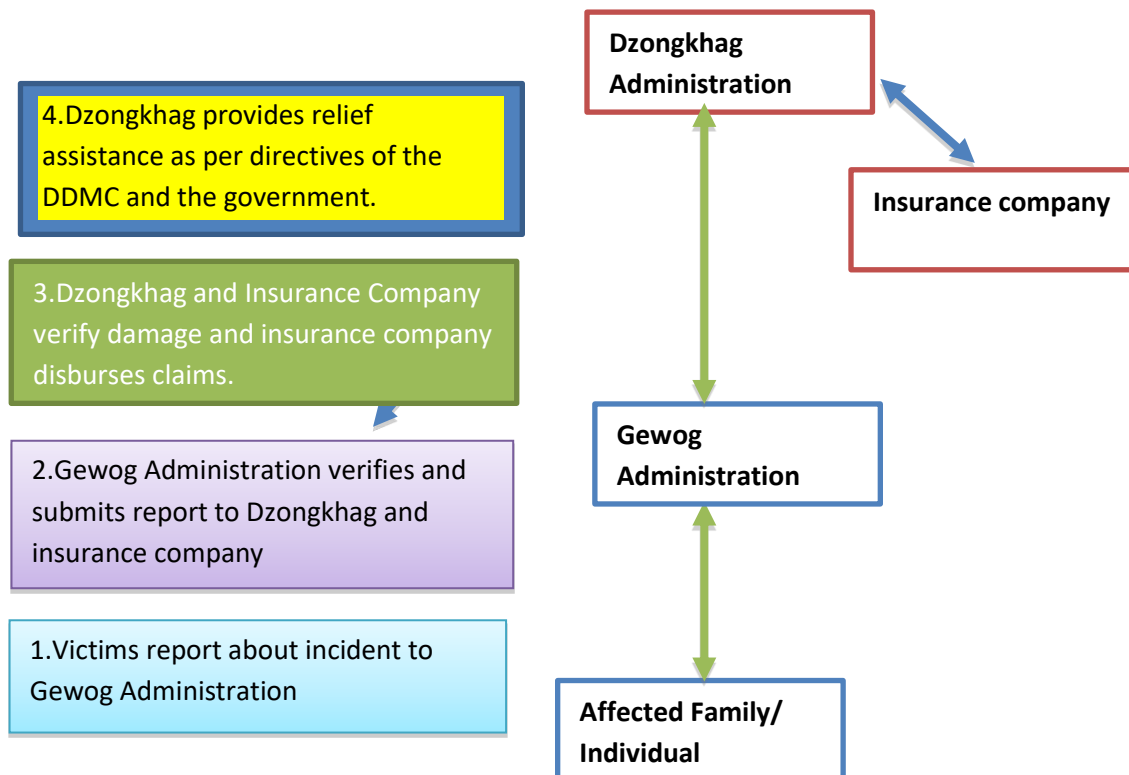 Dzongkhag
Administration
4.Dzongkhag provides relief
assistance as per directives of the
DDMC and the government.
Insurance company
3.Dzongkhag and Insurance Company
verify damage and insurance company
disburses claims.
Gewog
Administration
2.Gewog Administration verifies and
submits report to Dzongkhag and
insurance company
1.Victims report about incident to
Gewog Administration
Affected Family/
Individual